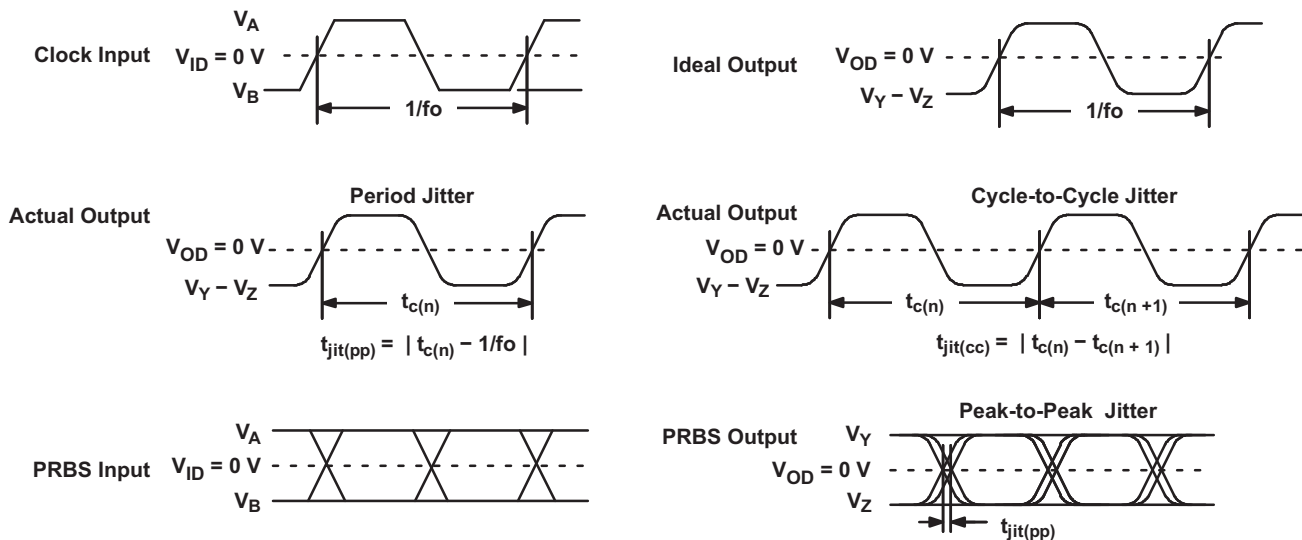 Clock Input
V_A
V_ID = 0 V
V_B
1/fo
Ideal Output
V_OD = 0 V
V_Y − V_Z
1/fo
Actual Output
Period Jitter
V_OD = 0 V
V_Y − V_Z
t_c(n)
t_jit(pp) = | t_c(n) − 1/fo |
Actual Output
Cycle-to-Cycle Jitter
V_OD = 0 V
V_Y − V_Z
t_c(n)
t_c(n +1)
t_jit(cc) = | t_c(n) − t_c(n + 1) |
PRBS Input
V_A
V_ID = 0 V
V_B
Peak-to-Peak Jitter
PRBS Output
V_Y
V_OD = 0 V
V_Z
t_jit(pp)